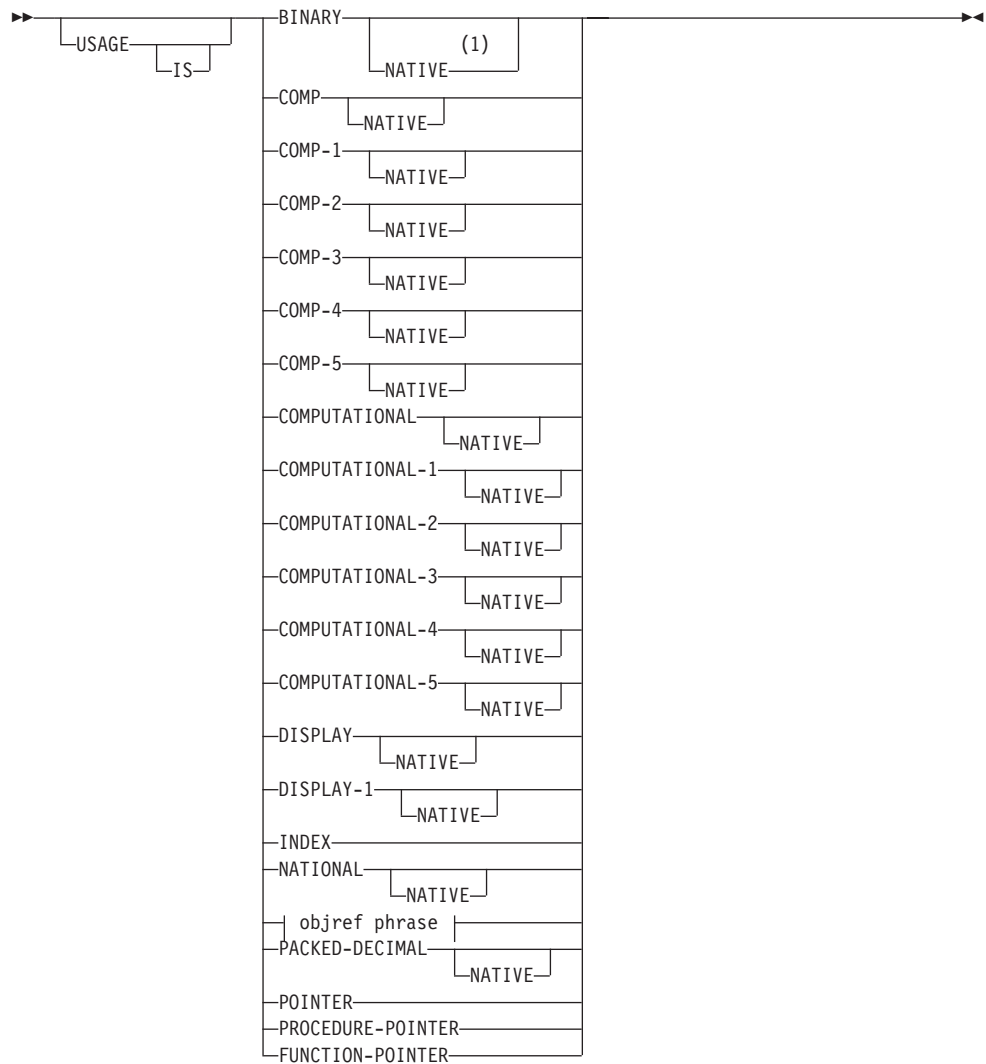 BINARY
USAGE
IS
(1)
NATIVE
COMP
NATIVE
COMP-1
NATIVE
COMP-2
NATIVE
COMP-3
NATIVE
COMP-4
NATIVE
COMP-5
NATIVE
COMPUTATIONAL
NATIVE
COMPUTATIONAL-1
NATIVE
COMPUTATIONAL-2
NATIVE
COMPUTATIONAL-3
NATIVE
COMPUTATIONAL-4
NATIVE
COMPUTATIONAL-5
NATIVE
DISPLAY
NATIVE
DISPLAY-1
NATIVE
INDEX
NATIONAL
NATIVE
objref phrase
PACKED-DECIMAL
NATIVE
POINTER
PROCEDURE-POINTER
FUNCTION-POINTER